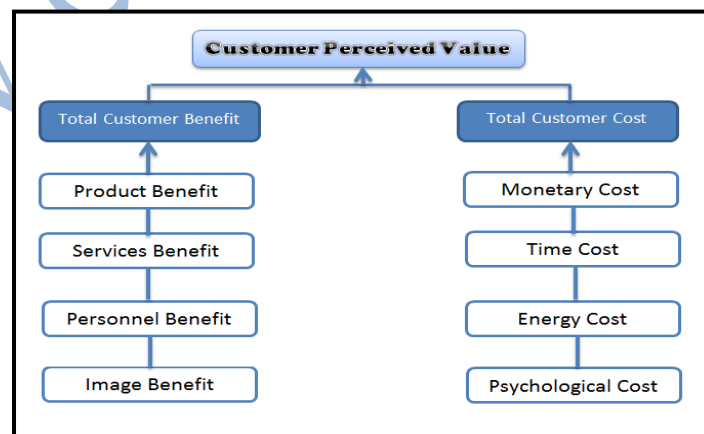 Customer Perceived Value
Total Customer Benefit
Total Customer Cost
Product Benefit
Monetary Cost
Services Benefit
Time Cost
Personnel Benefit
Energy Cost
Image Benefit
Psychological Cost